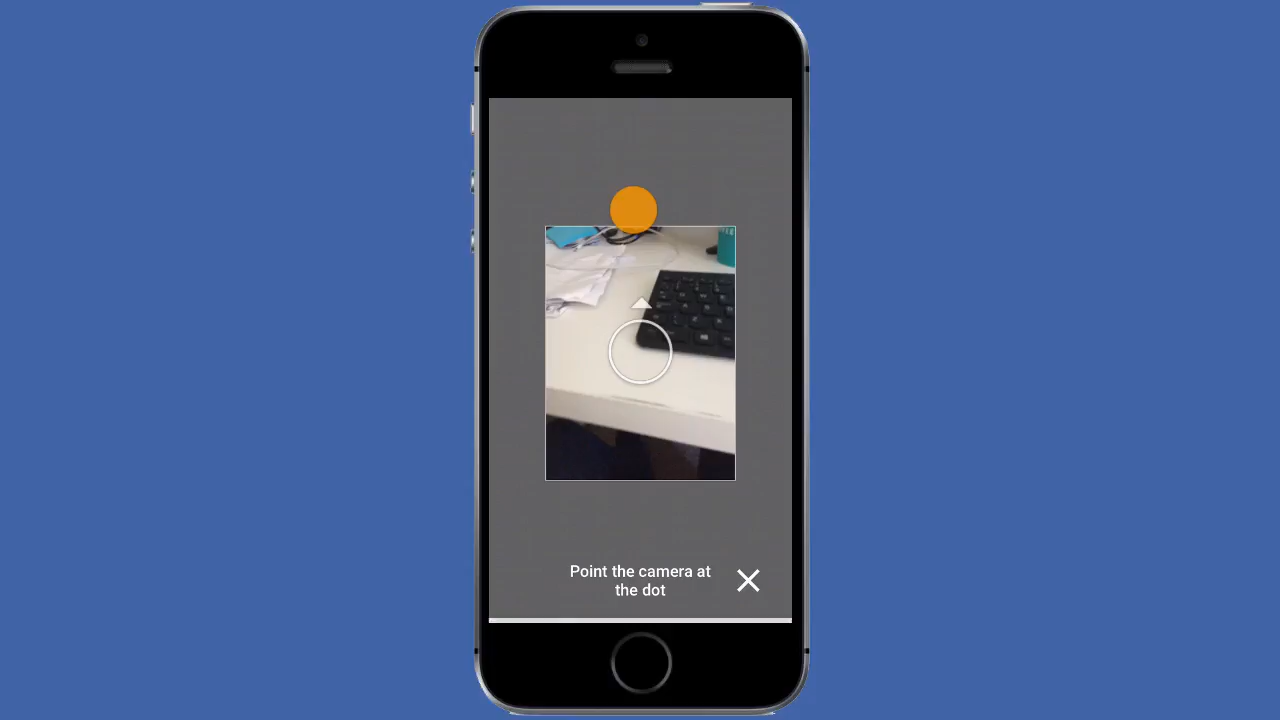 Point the camera at
the dot